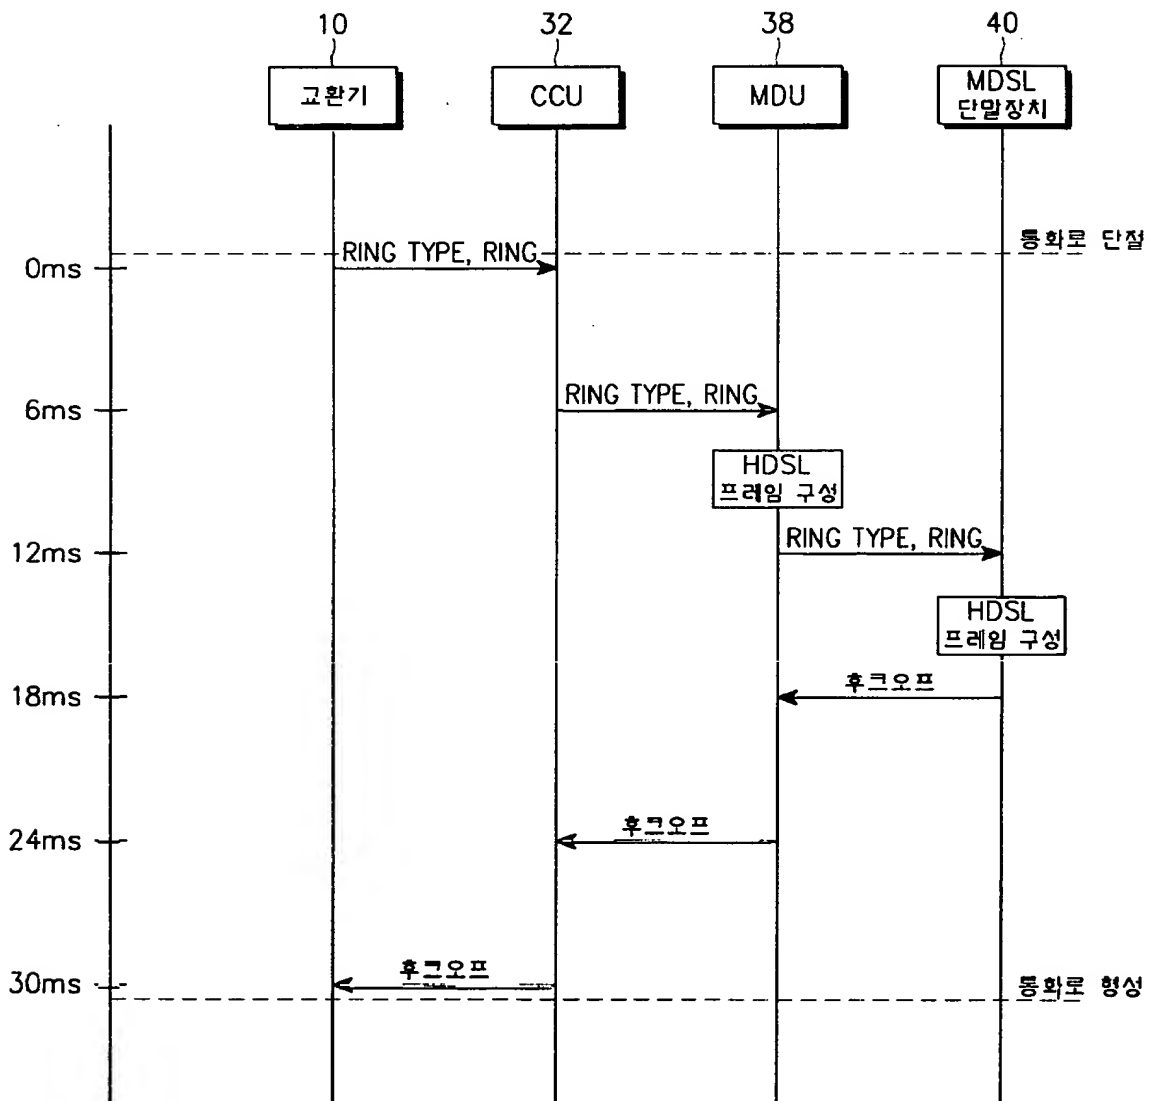 10
32
38
40
교환기
CCU
MDU
MDSL
단말장치
통화로 단절
RING TYPE, RING
0ms
RING TYPE, RING
6ms
HDSL
프레임 구성
RING TYPE, RING
12ms
HDSL
프레임 구성
후크오프
18ms
후크오프
24ms
후크오프
30ms
통화로 형성